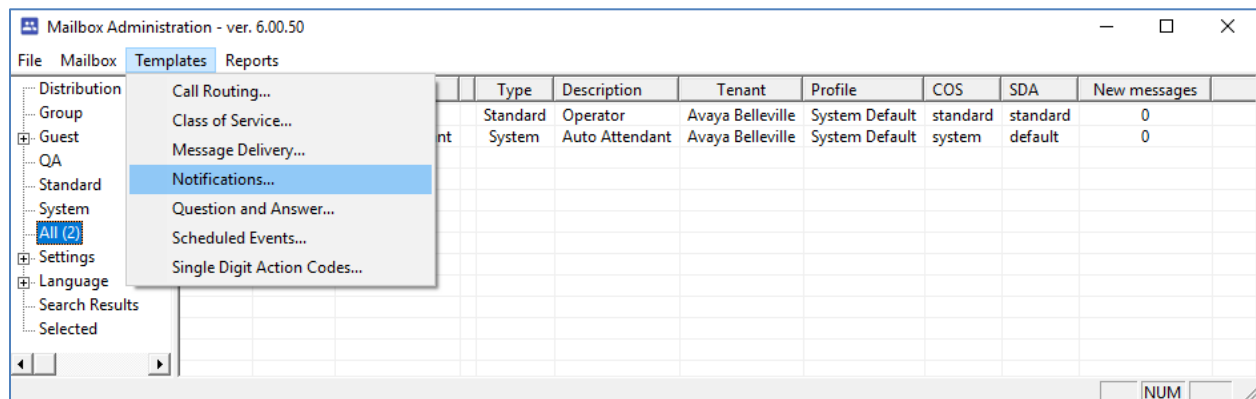 Mailbox Administration - ver. 6.00.50
File Mailbox Templates Reports
Distribution
Group
Guest
QA
Standard
System
All (2)
Settings
Language
Search Results
Selected
Call Routing...
Class of Service...
Message Delivery...
Notifications...
Question and Answer...
Scheduled Events...
Single Digit Action Codes...
Type Description Tenant Profile COS SDA New messages
Standard Operator Avaya Belleville System Default standard standard 0
nt System Auto Attendant Avaya Belleville System Default system default 0
NUM